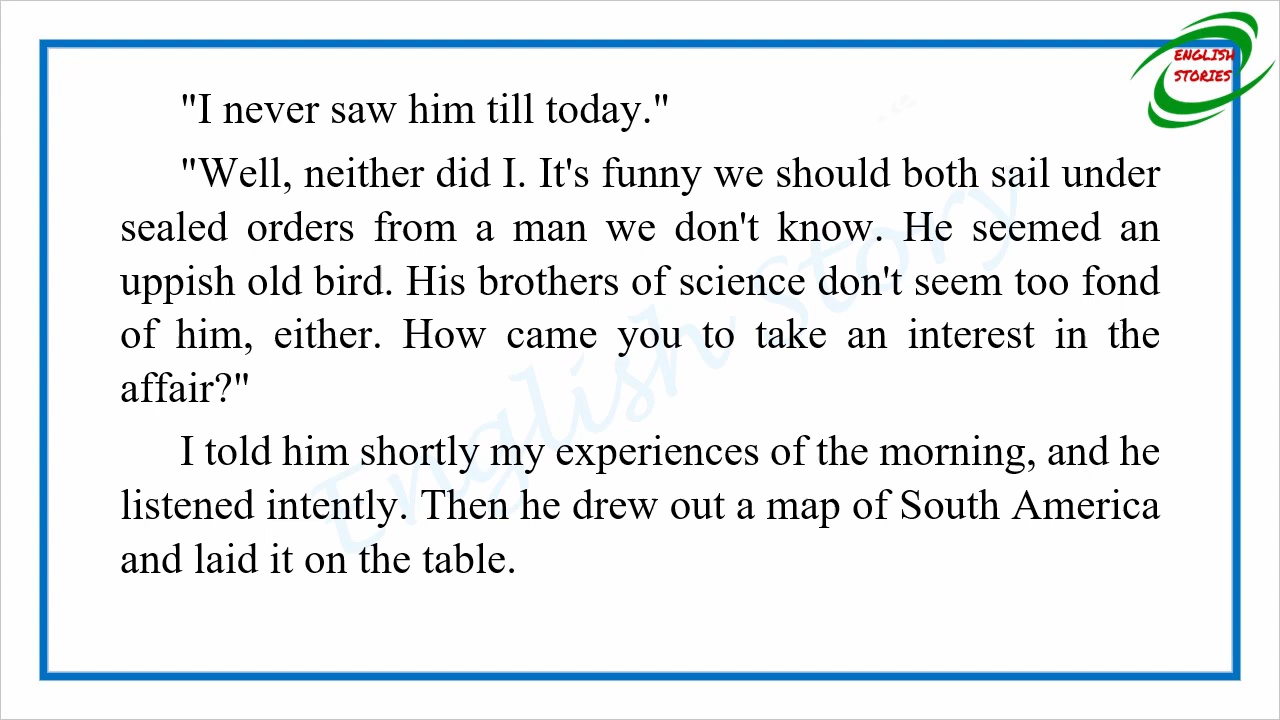 ENGLISH
STORIES
"I never saw him till today."
"Well, neither did I. It's funny we should both sail under
sealed orders from a man we don't know. He seemed an
uppish old bird. His brothers of science don't seem too fond
of him, either. How came you to take an interest in the
affair?"
I told him shortly my experiences of the morning, and he
listened intently. Then he drew out a map of South America
and laid it on the table.
English Story